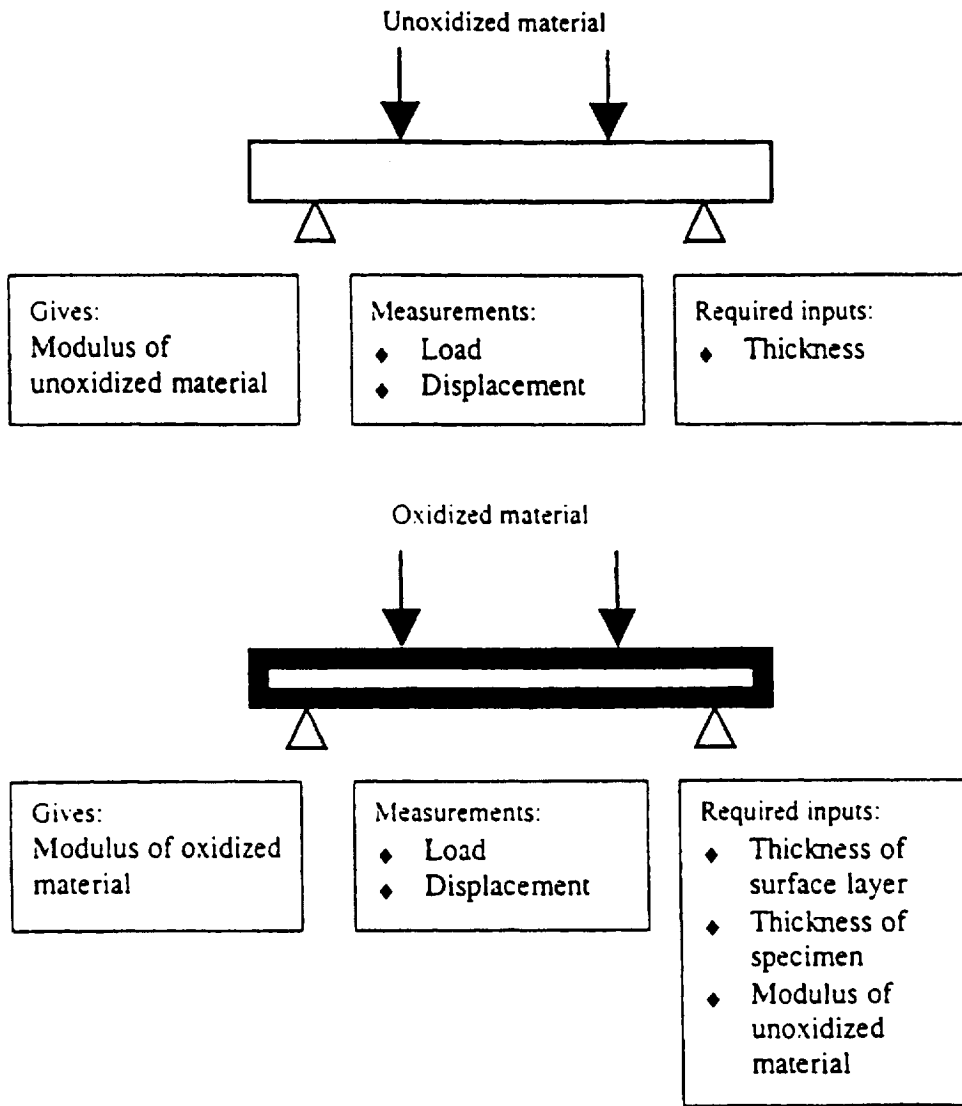 Unoxidized material
Gives:
Modulus of
unoxidized material
Measurements:
♦ Load
♦ Displacement
Required inputs:
♦ Thickness
Oxidized material
Gives:
Modulus of oxidized
material
Measurements:
♦ Load
♦ Displacement
Required inputs:
♦ Thickness of
surface layer
♦ Thickness of
specimen
♦ Modulus of
unoxidized
material